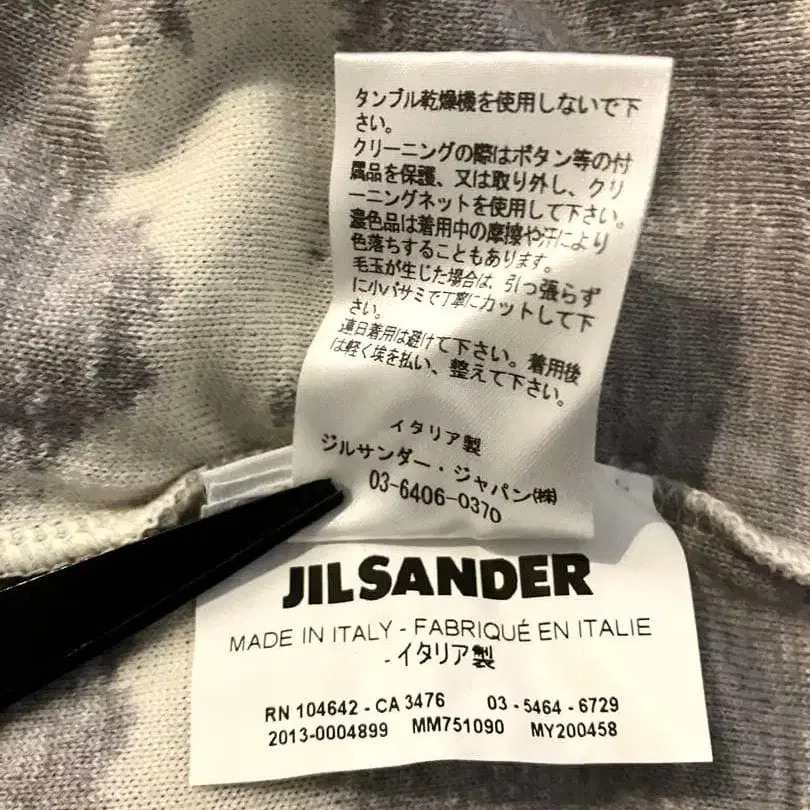 タンブル乾燥機を使用しないで下
さい。
クリーニングの際はボタン等の付
属品を保護、又は取り外し、クリ
ーニングネットを使用して下さい。
濃色品は着用中の摩擦や汗により
色落ちすることもあります。
毛玉が生じた場合は、引っ張らず
に小バサミで丁寧にカットして下
さい。
連日着用は避けて下さい。着用後
は軽く埃を払い、整えて下さい。
イタリア製
ジルサンダー・ジャパン㈱
03-6406-0370
JIL SANDER
MADE IN ITALY - FABRIQUÉ EN ITALIE
- イタリア製
RN 104642 - CA 3476 03 - 5464 - 6729
2013-0004899 MM751090 MY200458